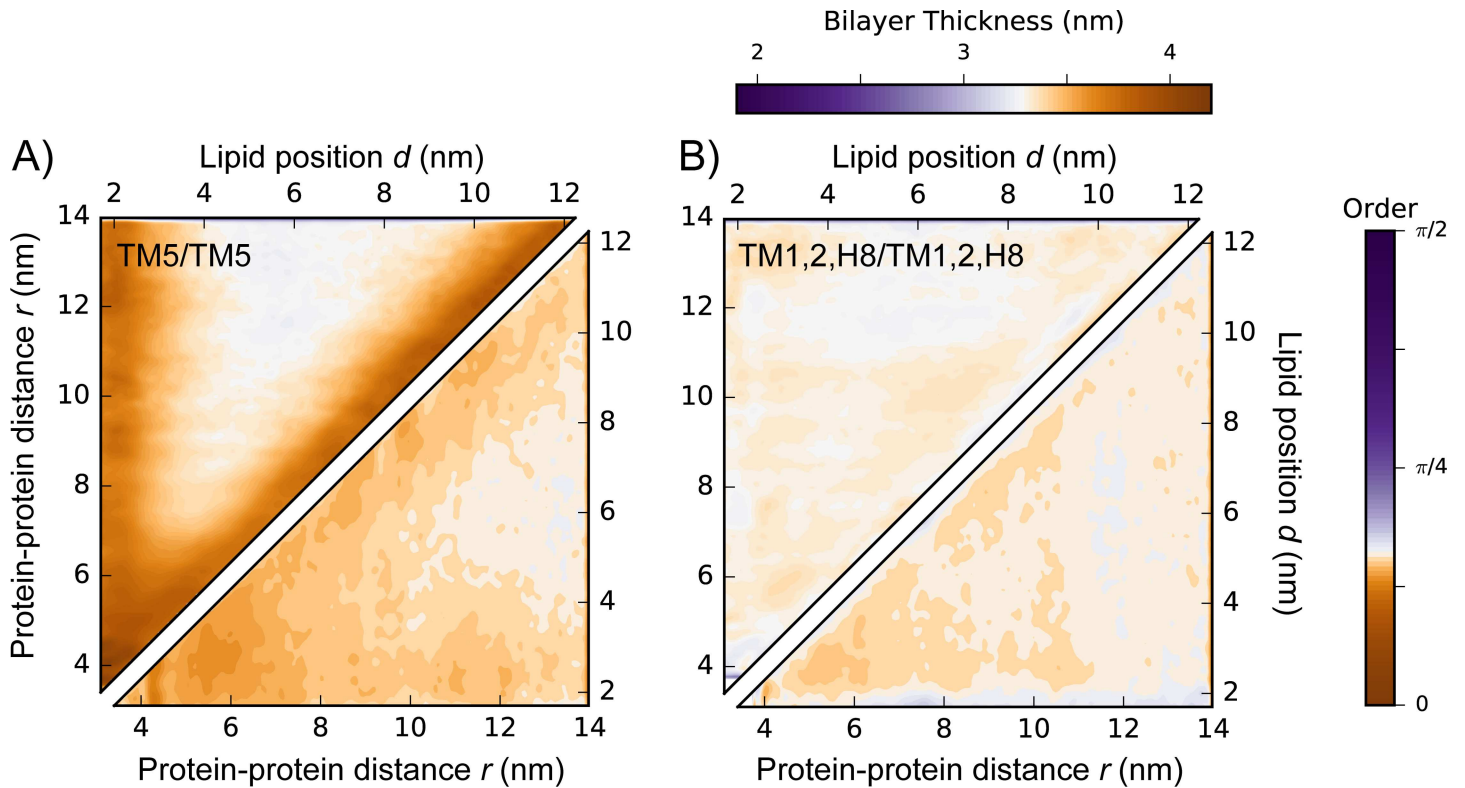 Bilayer Thickness (nm)
2 3 4
A)
Lipid position d (nm)
2 4 6 8 10 12
B)
Lipid position d (nm)
2 4 6 8 10 12
Order
π/2
π/4
0
Protein-protein distance r (nm)
14
12
10
8
6
4
TM5/TM5
12
10
8
6
4
2
4 6 8 10 12 14
Protein-protein distance r (nm)
14
12
10
8
6
4
TM1,2,H8/TM1,2,H8
12
10
8
6
4
2
Lipid position d (nm)
4 6 8 10 12 14
Protein-protein distance r (nm)